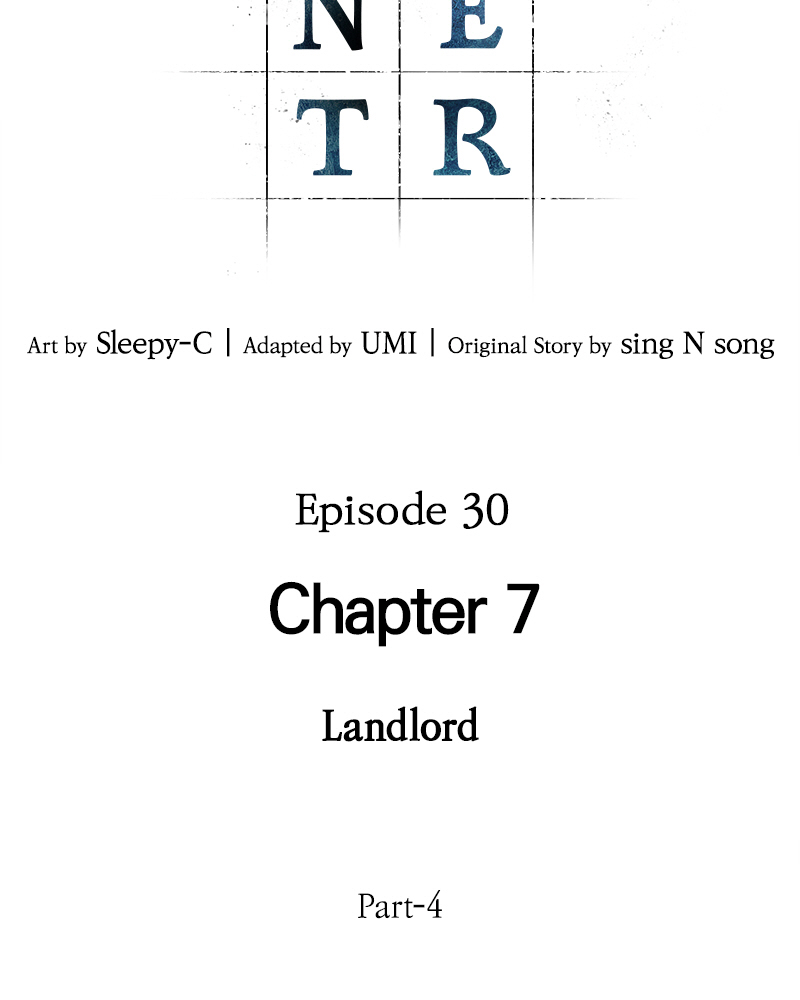 N E
T R
Art by Sleepy-C | Adapted by UMI | Original Story by sing N song
Episode 30
Chapter 7
Landlord
Part-4